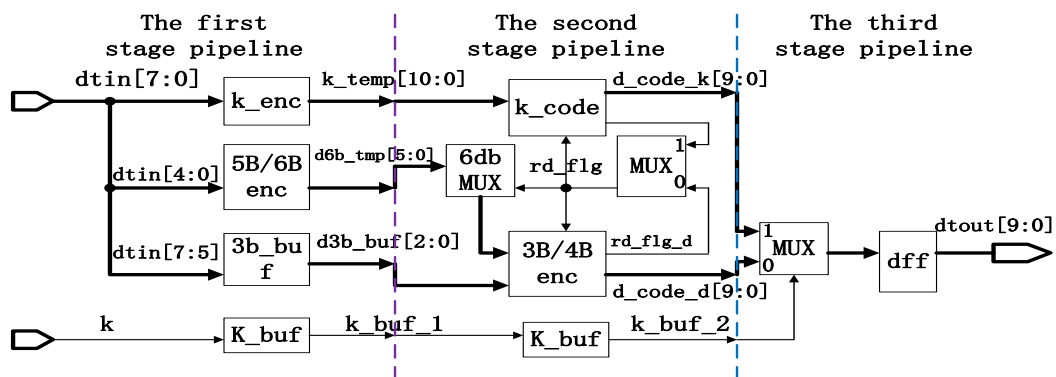 The first
stage pipeline
The second
stage pipeline
The third
stage pipeline
dtin[7:0]
k_enc
k_temp[10:0]
k_code
d_code_k[9:0]
dtin[4:0]
5B/6B
enc
d6b_tmp[5:0]
6db
MUX
rd_flg
MUX
1
0
dtin[7:5]
3b_bu
f
d3b_buf[2:0]
3B/4B
enc
rd_flg_d
d_code_d[9:0]
1
MUX
0
dff
dtout[9:0]
k
K_buf
k_buf_1
K_buf
k_buf_2